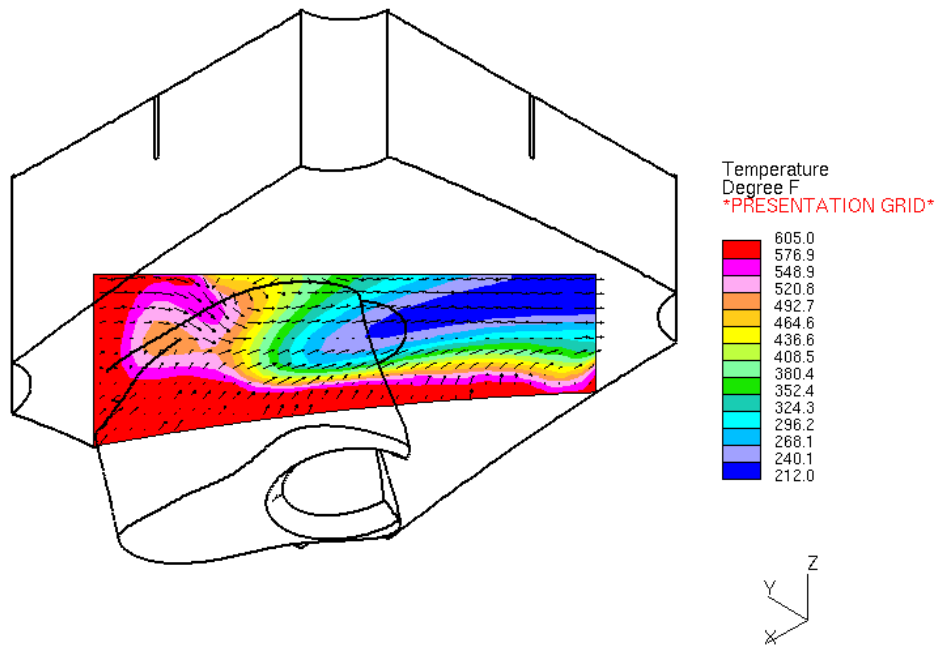 Temperature
Degree F
*PRESENTATION GRID*
605.0
576.9
548.9
520.8
492.7
464.6
436.6
408.5
380.4
352.4
324.3
296.2
268.1
240.1
212.0
Z
Y
X